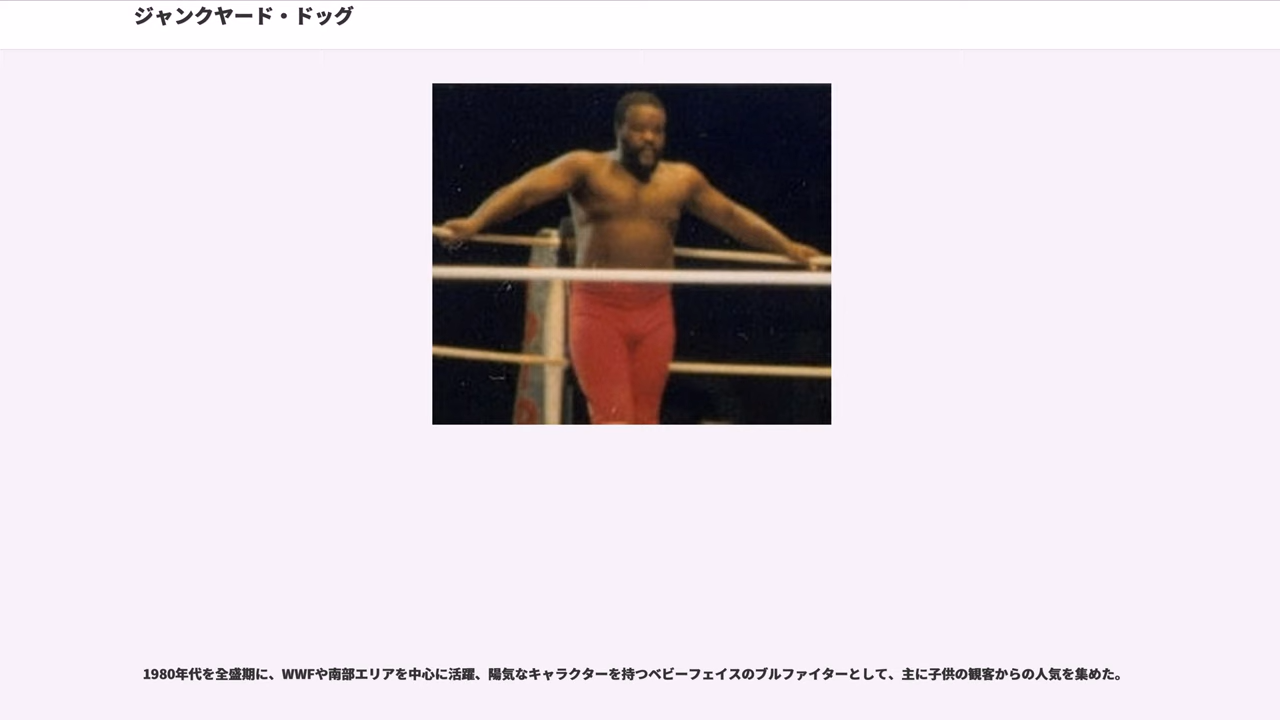 ジャンクヤード・ドッグ
1980年代を全盛期に、WWFや南部エリアを中心に活躍、陽気なキャラクターを持つベビーフェイスのブルファイターとして、主に子供の観客からの人気を集めた。